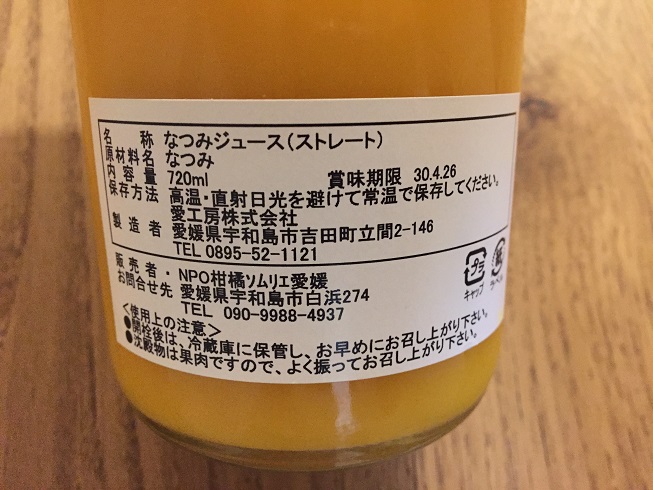 名　　称 なつみジュース(ストレート)
原材料名 なつみ
内 容 量 720ml 賞味期限 30.4.26
保存方法 高温・直射日光を避けて常温で保存してください。
愛工房株式会社
製 造 者 愛媛県宇和島市吉田町立間2-146
TEL 0895-52-1121
販 売 者・ NPO柑橘ソムリエ愛媛
お問合せ先 愛媛県宇和島市白浜274
TEL 090-9988-4937
プラ
キャップ
紙
ラベル
<使用上の注意>
●開栓後は、冷蔵庫に保管し、お早めにお召し上がり下さい。
●沈殿物は果肉ですので、よく振ってお召し上がり下さい。